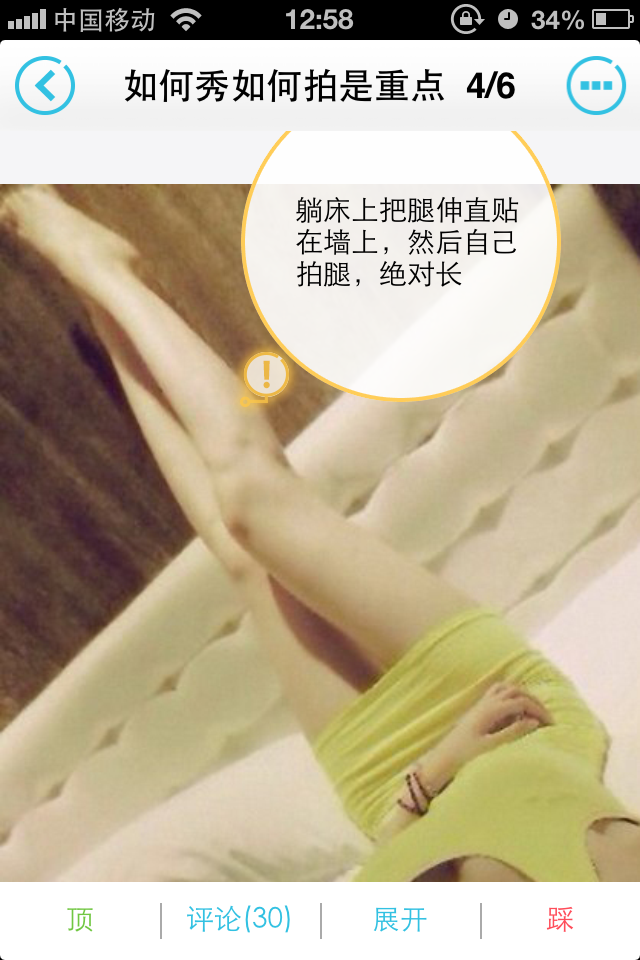 中国移动 12:58 34%
如何秀如何拍是重点 4/6
躺床上把腿伸直贴
在墙上，然后自己
拍腿，绝对长
!
顶 评论(30) 展开 踩